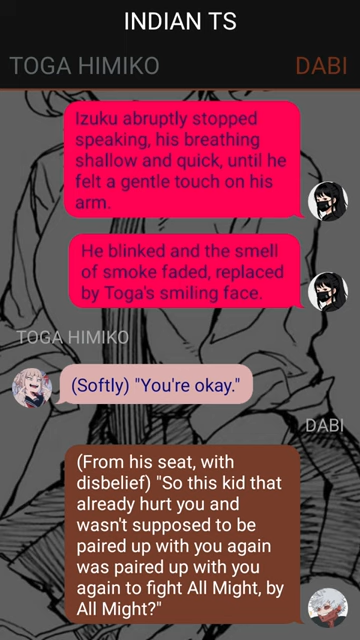 INDIAN TS
TOGA HIMIKO
DABI
Izuku abruptly stopped
speaking, his breathing
shallow and quick, until he
felt a gentle touch on his
arm.
He blinked and the smell
of smoke faded, replaced
by Toga's smiling face.
TOGA HIMIKO
(Softly) "You're okay."
DABI
(From his seat, with
disbelief) "So this kid that
already hurt you and
wasn't supposed to be
paired up with you again
was paired up with you
again to fight All Might, by
All Might?"